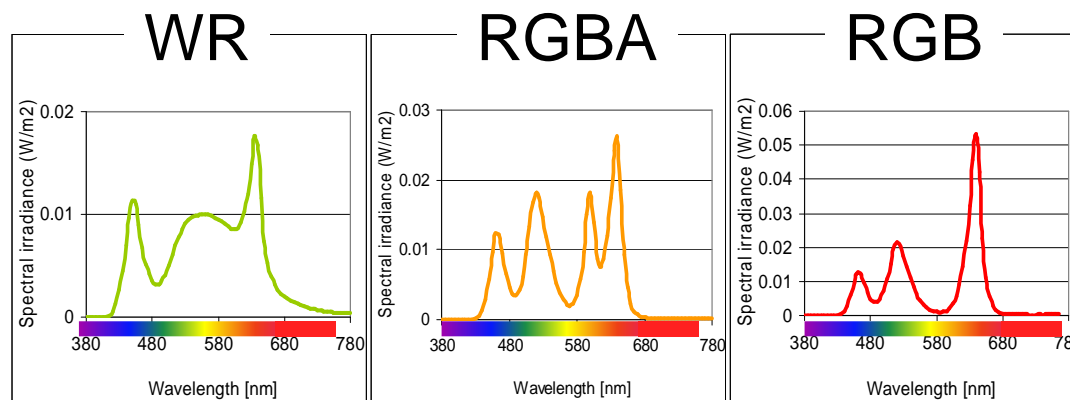 WR
Spectral irradiance (W/m2)
0.02
0.01
0
380 480 580 680 780
Wavelength [nm]
RGBA
Spectral irradiance (W/m2)
0.03
0.02
0.01
0
380 480 580 680 780
Wavelength [nm]
RGB
Spectral irradiance (W/m2)
0.06
0.05
0.04
0.03
0.02
0.01
0
380 480 580 680 78
Wavelength [nm]